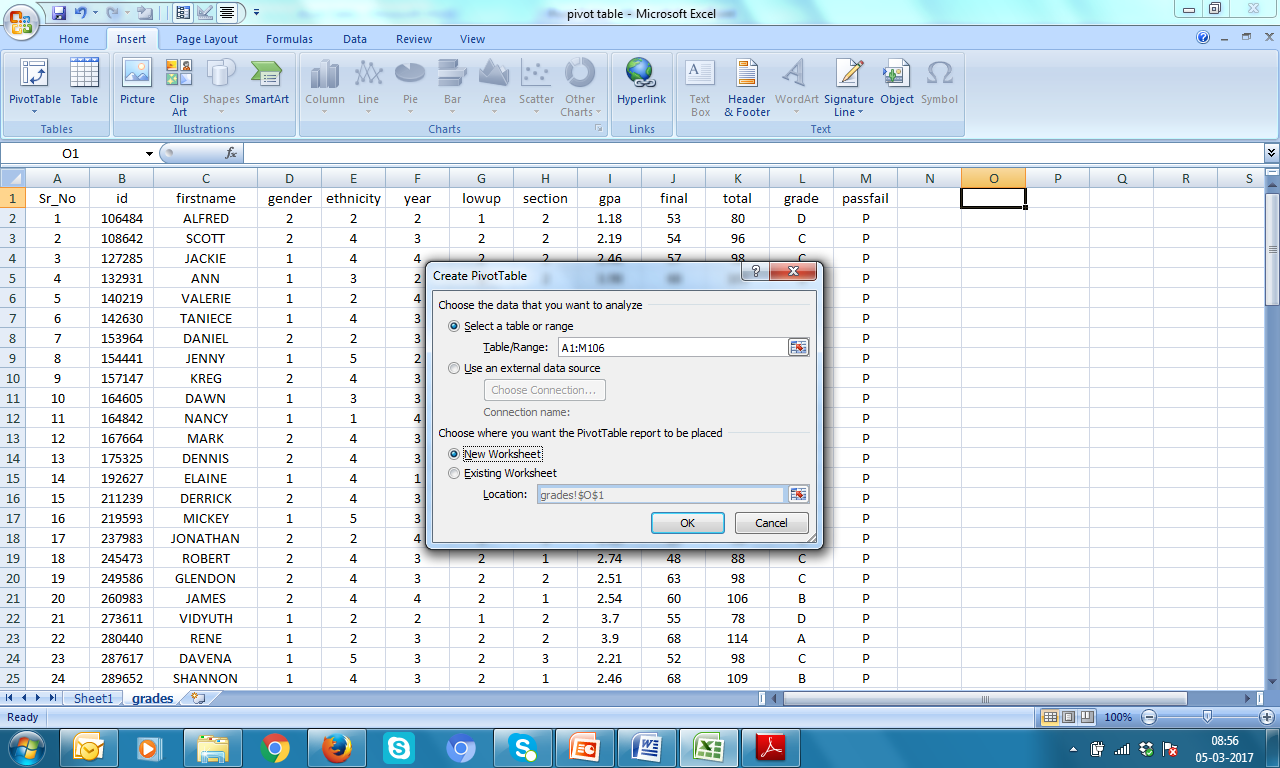 pivot table - Microsoft Excel
Home Insert Page Layout Formulas Data Review View
PivotTable Table Picture Clip Art Shapes SmartArt Column Line Pie Bar Area Scatter Other Charts Hyperlink Text Box Header & Footer WordArt Signature Line Object Symbol
Tables Illustrations Charts Links Text
O1 fx
A B C D E F G H I J K L M N O P Q R S
1 Sr_No id firstname gender ethnicity year lowup section gpa final total grade passfail
2 1 106484 ALFRED 2 2 2 1 2 1.18 53 80 D P
3 2 108642 SCOTT 2 4 3 2 2 2.19 54 96 C P
4 3 127285 JACKIE 1 4 4 2 2 2.46 57 98 C P
5 4 132931 ANN 1 3 2 P
6 5 140219 VALERIE 1 2 4 P
7 6 142630 TANIECE 1 4 3 P
8 7 153964 DANIEL 2 2 3 P
9 8 154441 JENNY 1 5 2 P
10 9 157147 KREG 2 4 3 P
11 10 164605 DAWN 1 3 3 P
12 11 164842 NANCY 1 1 4 P
13 12 167664 MARK 2 4 3 P
14 13 175325 DENNIS 2 4 3 P
15 14 192627 ELAINE 1 4 1 P
16 15 211239 DERRICK 2 4 3 P
17 16 219593 MICKEY 1 5 3 P
18 17 237983 JONATHAN 2 2 4 P
19 18 245473 ROBERT 2 4 3 2 1 2.74 48 88 C P
20 19 249586 GLENDON 2 4 3 2 2 2.51 63 98 C P
21 20 260983 JAMES 2 4 4 2 1 2.54 60 106 B P
22 21 273611 VIDYUTH 1 2 2 1 2 3.7 55 78 D P
23 22 280440 RENE 1 2 3 2 2 3.9 68 114 A P
24 23 287617 DAVENA 1 5 3 2 3 2.21 52 98 C P
25 24 289652 SHANNON 1 4 3 2 1 2.46 68 109 B P
Create PivotTable
?
Choose the data that you want to analyze
Select a table or range
Table/Range: A1:M106
Use an external data source
Choose Connection...
Connection name:
Choose where you want the PivotTable report to be placed
New Worksheet
Existing Worksheet
Location: grades!$O$1
OK Cancel
Sheet1 grades
Ready 100%
08:56
05-03-2017